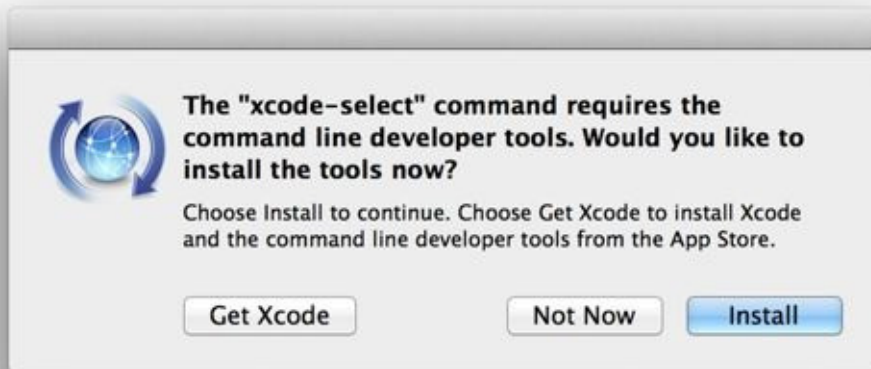 The "xcode-select" command requires the
command line developer tools. Would you like to
install the tools now?
Choose Install to continue. Choose Get Xcode to install Xcode
and the command line developer tools from the App Store.
Get Xcode
Not Now
Install